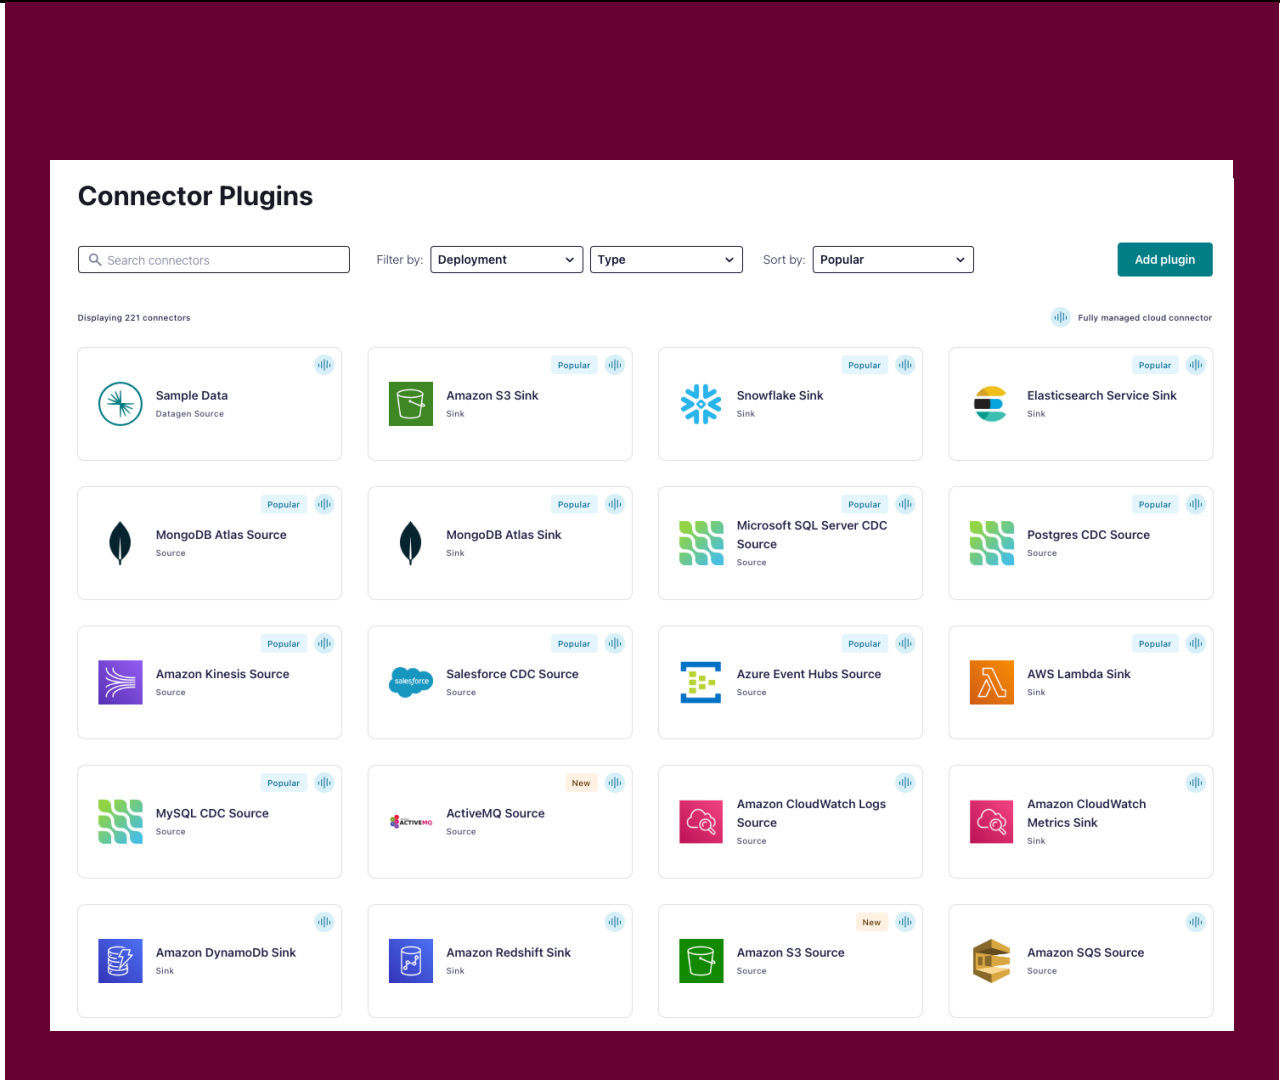 Connector Plugins
Search connectors
Filter by:
Deployment
Type
Sort by:
Popular
Add plugin
Displaying 221 connectors
Fully managed cloud connector
Sample Data
Datagen Source
Popular
Amazon S3 Sink
Sink
Popular
Snowflake Sink
Sink
Popular
Elasticsearch Service Sink
Sink
Popular
MongoDB Atlas Source
Source
Popular
MongoDB Atlas Sink
Sink
Popular
Microsoft SQL Server CDC
Source
Source
Popular
Postgres CDC Source
Source
Popular
Amazon Kinesis Source
Source
Popular
salesforce
Salesforce CDC Source
Source
Popular
Azure Event Hubs Source
Source
Popular
AWS Lambda Sink
Sink
Popular
MySQL CDC Source
Source
New
ACTIVEMQ
ActiveMQ Source
Source
Amazon CloudWatch Logs
Source
Source
Amazon CloudWatch
Metrics Sink
Sink
Amazon DynamoDb Sink
Sink
Amazon Redshift Sink
Sink
New
Amazon S3 Source
Source
Amazon SQS Source
Source